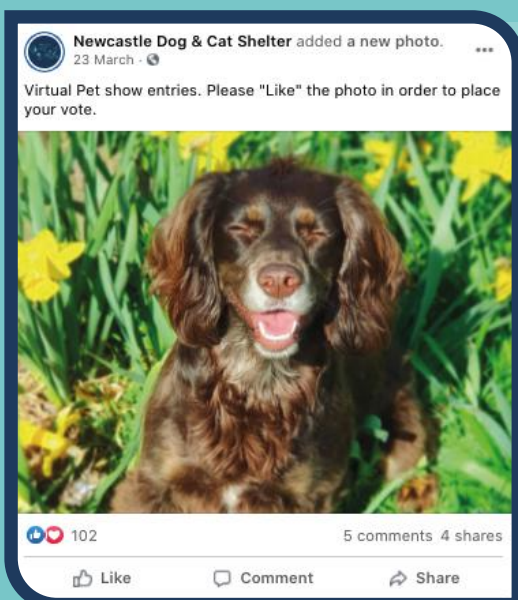 Newcastle Dog & Cat Shelter added a new photo.
23 March ·
Virtual Pet show entries. Please "Like" the photo in order to place
your vote.
102
5 comments 4 shares
Like
Comment
Share